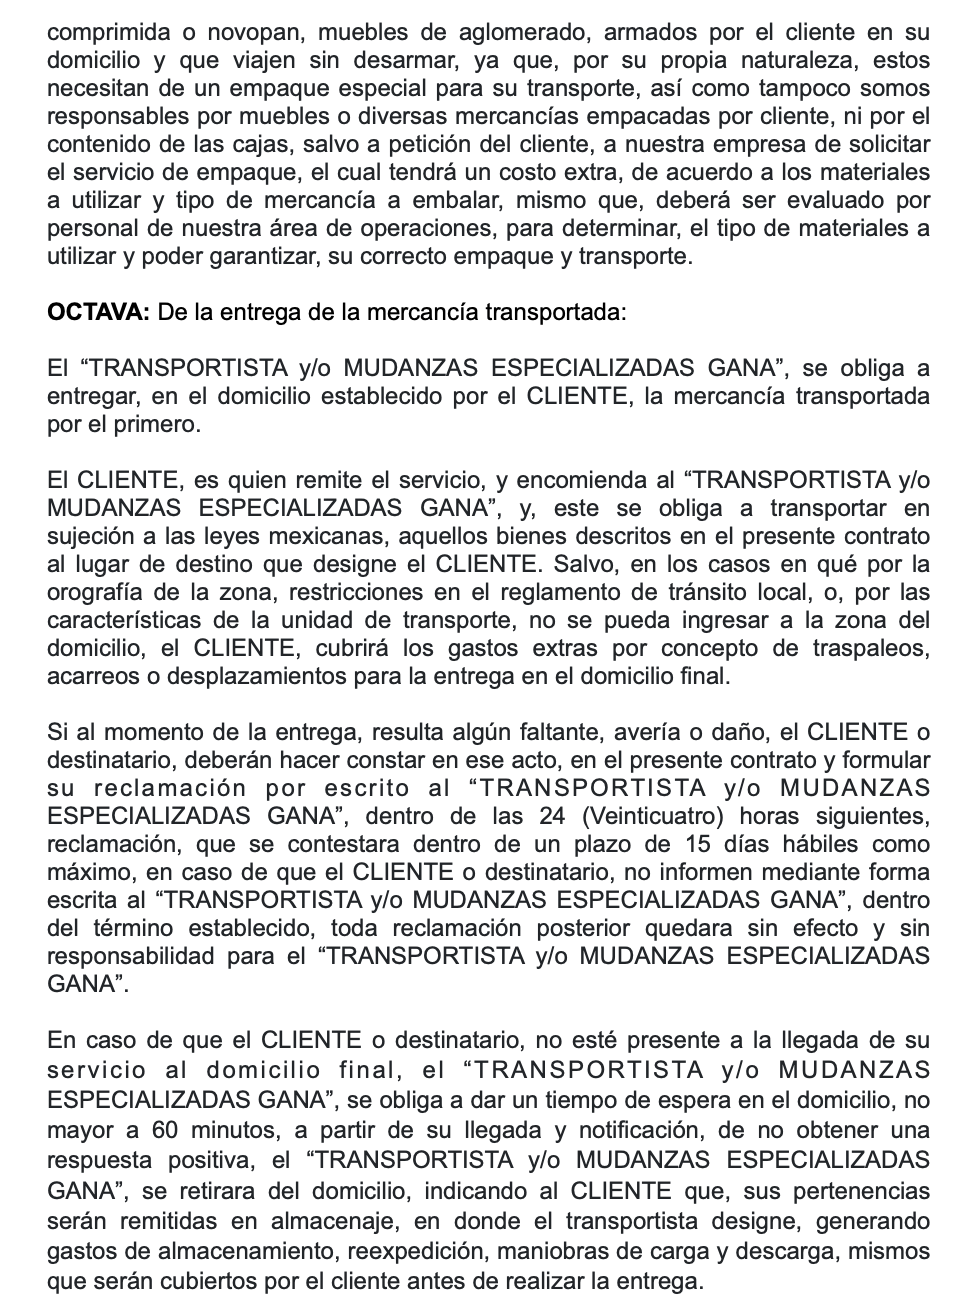 comprimida o novopan, muebles de aglomerado, armados por el cliente en su
domicilio y que viajen sin desarmar, ya que, por su propia naturaleza, estos
necesitan de un empaque especial para su transporte, así como tampoco somos
responsables por muebles o diversas mercancías empacadas por cliente, ni por el
contenido de las cajas, salvo a petición del cliente, a nuestra empresa de solicitar
el servicio de empaque, el cual tendrá un costo extra, de acuerdo a los materiales
a utilizar y tipo de mercancía a embalar, mismo que, deberá ser evaluado por
personal de nuestra área de operaciones, para determinar, el tipo de materiales a
utilizar y poder garantizar, su correcto empaque y transporte.
OCTAVA: De la entrega de la mercancía transportada:
El “TRANSPORTISTA y/o MUDANZAS ESPECIALIZADAS GANA”, se obliga a
entregar, en el domicilio establecido por el CLIENTE, la mercancía transportada
por el primero.
El CLIENTE, es quien remite el servicio, y encomienda al “TRANSPORTISTA y/o
MUDANZAS ESPECIALIZADAS GANA”, y, este se obliga a transportar en
sujeción a las leyes mexicanas, aquellos bienes descritos en el presente contrato
al lugar de destino que designe el CLIENTE. Salvo, en los casos en qué por la
orografía de la zona, restricciones en el reglamento de tránsito local, o, por las
características de la unidad de transporte, no se pueda ingresar a la zona del
domicilio, el CLIENTE, cubrirá los gastos extras por concepto de traspaleos,
acarreos o desplazamientos para la entrega en el domicilio final.
Si al momento de la entrega, resulta algún faltante, avería o daño, el CLIENTE o
destinatario, deberán hacer constar en ese acto, en el presente contrato y formular
su reclamación por escrito al “TRANSPORTISTA y/o MUDANZAS
ESPECIALIZADAS GANA”, dentro de las 24 (Veinticuatro) horas siguientes,
reclamación, que se contestara dentro de un plazo de 15 días hábiles como
máximo, en caso de que el CLIENTE o destinatario, no informen mediante forma
escrita al “TRANSPORTISTA y/o MUDANZAS ESPECIALIZADAS GANA”, dentro
del término establecido, toda reclamación posterior quedara sin efecto y sin
responsabilidad para el “TRANSPORTISTA y/o MUDANZAS ESPECIALIZADAS
GANA”.
En caso de que el CLIENTE o destinatario, no esté presente a la llegada de su
servicio al domicilio final, el “TRANSPORTISTA y/o MUDANZAS
ESPECIALIZADAS GANA”, se obliga a dar un tiempo de espera en el domicilio, no
mayor a 60 minutos, a partir de su llegada y notificación, de no obtener una
respuesta positiva, el “TRANSPORTISTA y/o MUDANZAS ESPECIALIZADAS
GANA”, se retirara del domicilio, indicando al CLIENTE que, sus pertenencias
serán remitidas en almacenaje, en donde el transportista designe, generando
gastos de almacenamiento, reexpedición, maniobras de carga y descarga, mismos
que serán cubiertos por el cliente antes de realizar la entrega.